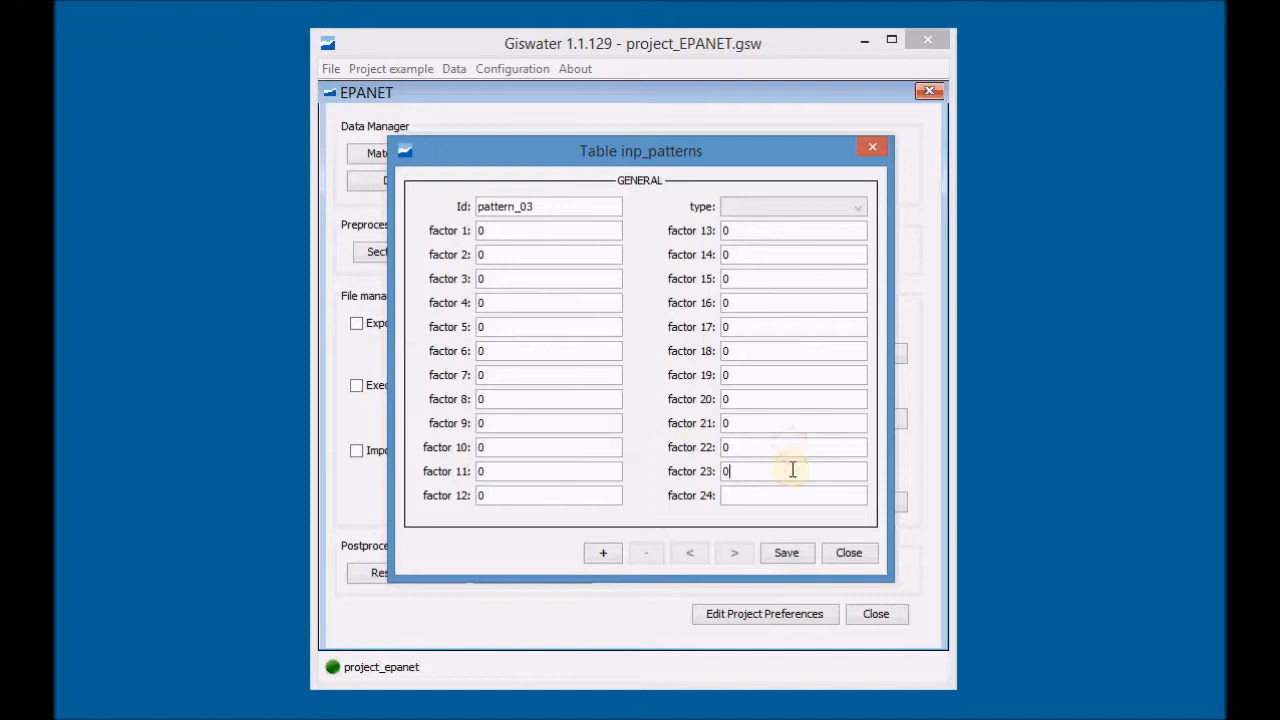 Giswater 1.1.129 - project_EPANET.gsw
File Project example Data Configuration About
EPANET
Data Manager
Table inp_patterns
GENERAL
Id: pattern_03 type:
factor 1: 0 factor 13: 0
factor 2: 0 factor 14: 0
factor 3: 0 factor 15: 0
factor 4: 0 factor 16: 0
factor 5: 0 factor 17: 0
factor 6: 0 factor 18: 0
factor 7: 0 factor 19: 0
factor 8: 0 factor 20: 0
factor 9: 0 factor 21: 0
factor 10: 0 factor 22: 0
factor 11: 0 factor 23: 0
factor 12: 0 factor 24:
+ - < > Save Close
Edit Project Preferences Close
project_epanet